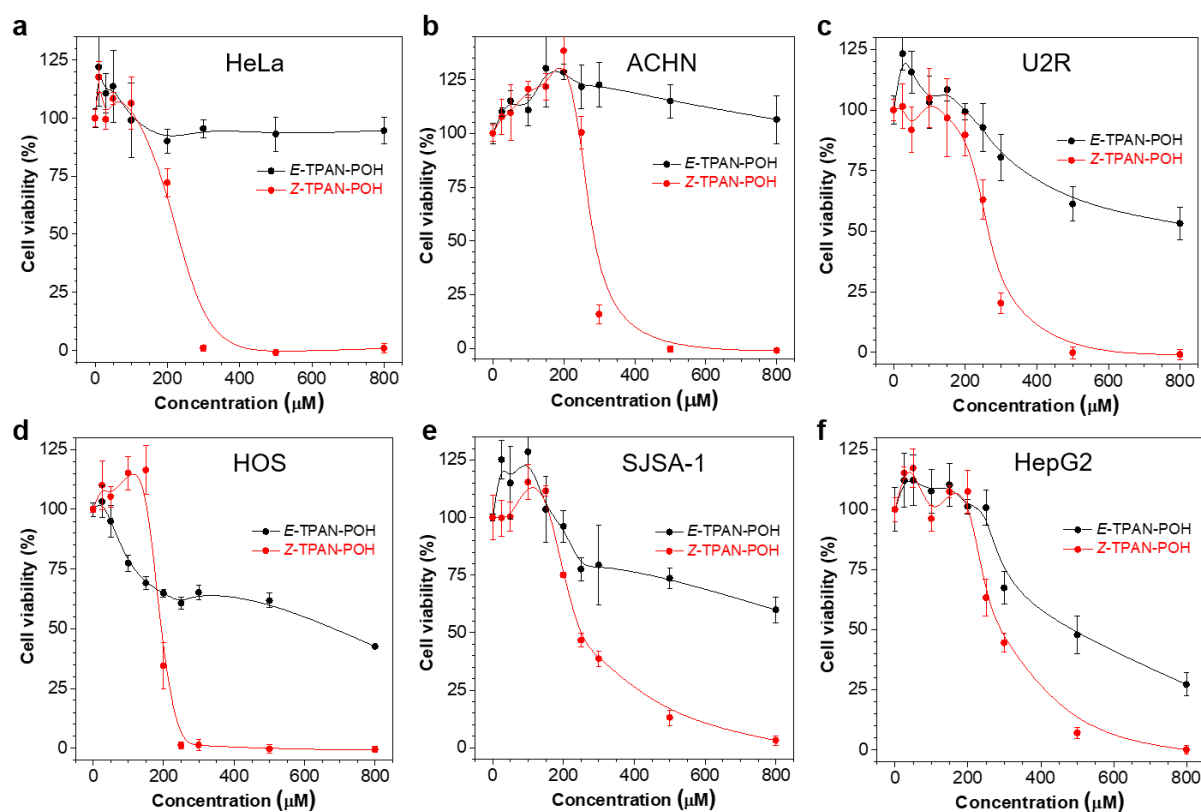 a
HeLa
125
100
75
50
25
0
Cell viability (%)
E-TPAN-POH
Z-TPAN-POH
0 200 400 600 800
Concentration (μM)
b
ACHN
125
100
75
50
25
0
Cell viability (%)
E-TPAN-POH
Z-TPAN-POH
0 200 400 600 800
Concentration (μM)
c
U2R
125
100
75
50
25
0
Cell viability (%)
E-TPAN-POH
Z-TPAN-POH
0 200 400 600 800
Concentration (μM)
d
HOS
125
100
75
50
25
0
Cell viability (%)
E-TPAN-POH
Z-TPAN-POH
0 200 400 600 800
Concentration (μM)
e
SJSA-1
125
100
75
50
25
0
Cell viability (%)
E-TPAN-POH
Z-TPAN-POH
0 200 400 600 800
Concentration (μM)
f
HepG2
125
100
75
50
25
0
Cell viability (%)
E-TPAN-POH
Z-TPAN-POH
0 200 400 600 800
Concentration (μM)